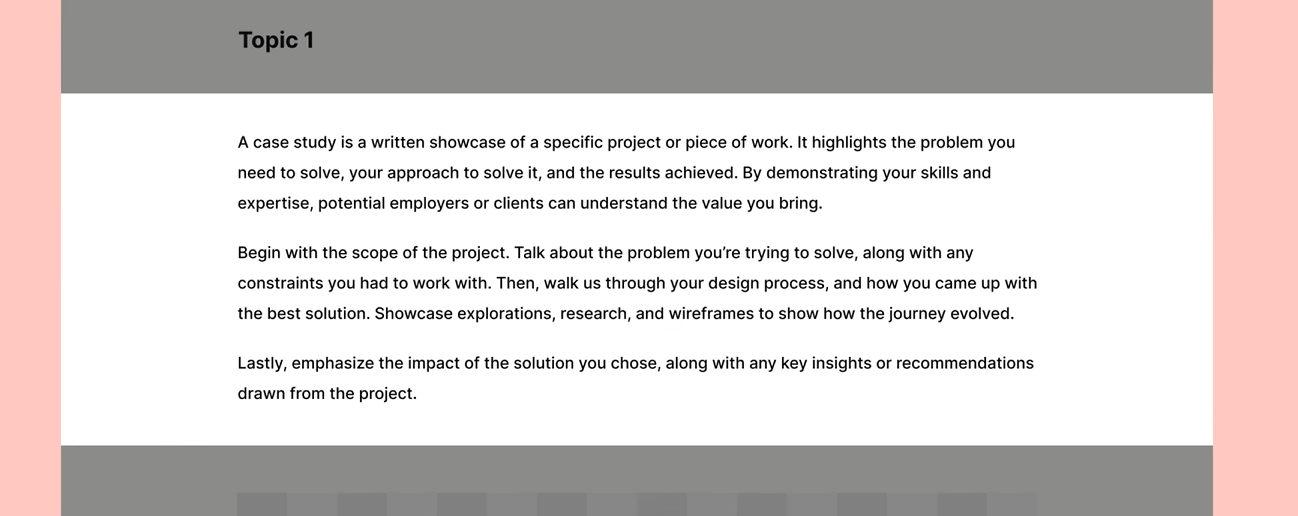 Topic 1
A case study is a written showcase of a specific project or piece of work. It highlights the problem you
need to solve, your approach to solve it, and the results achieved. By demonstrating your skills and
expertise, potential employers or clients can understand the value you bring.
Begin with the scope of the project. Talk about the problem you’re trying to solve, along with any
constraints you had to work with. Then, walk us through your design process, and how you came up with
the best solution. Showcase explorations, research, and wireframes to show how the journey evolved.
Lastly, emphasize the impact of the solution you chose, along with any key insights or recommendations
drawn from the project.